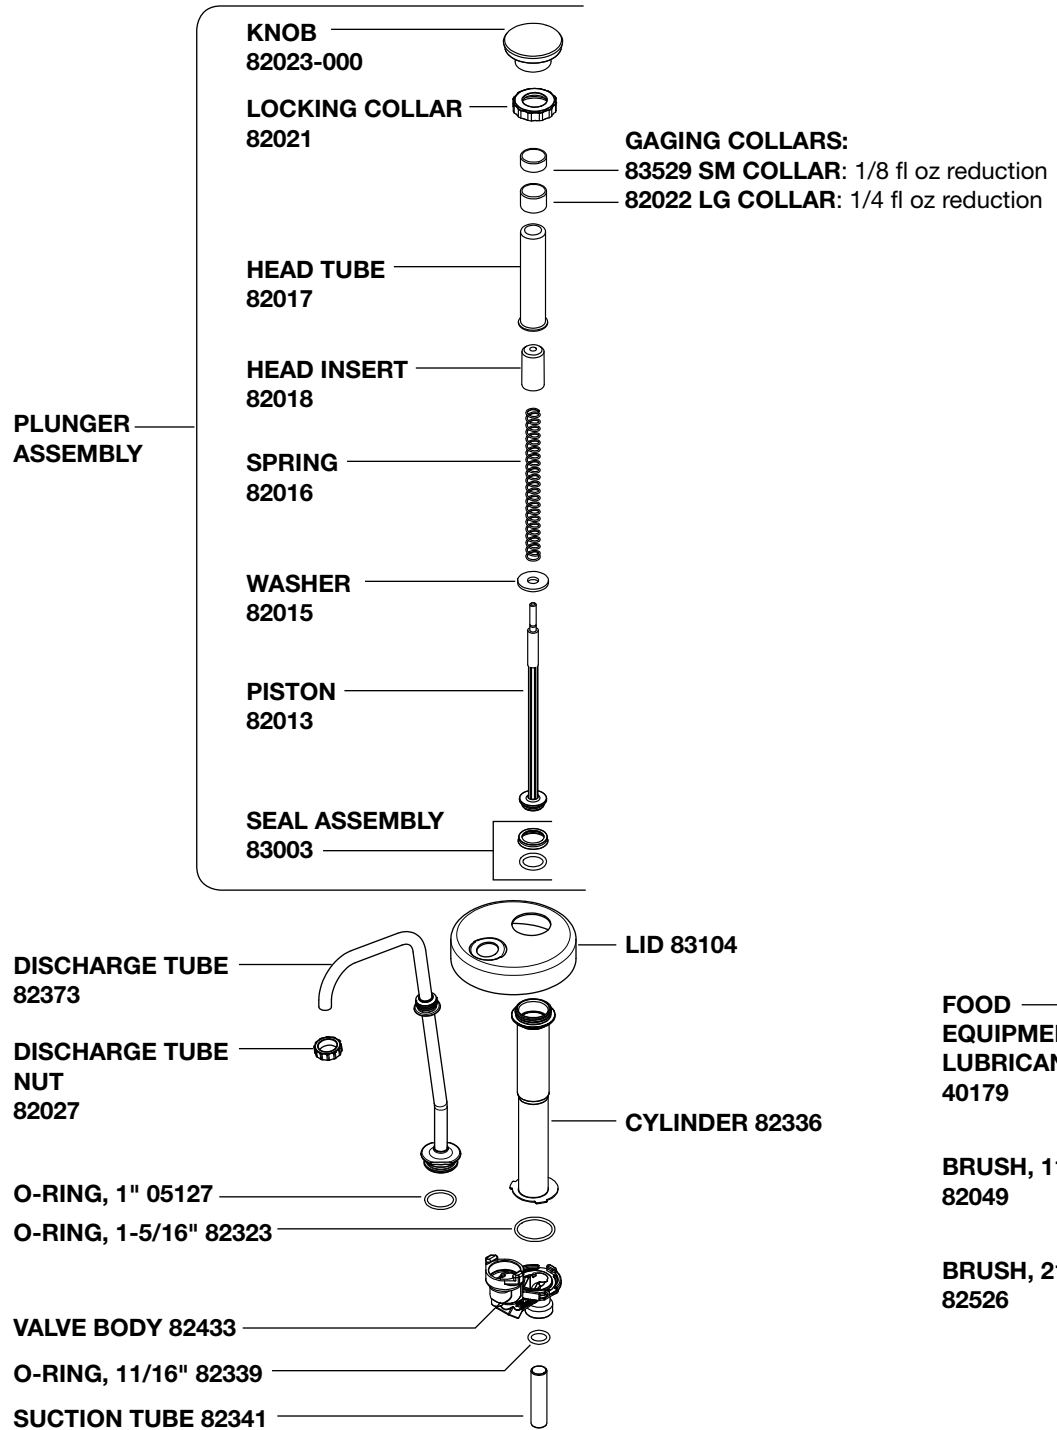 KNOB
82023-000
LOCKING COLLAR
82021
GAGING COLLARS:
83529 SM COLLAR: 1/8 fl oz reduction
82022 LG COLLAR: 1/4 fl oz reduction
HEAD TUBE
82017
HEAD INSERT
82018
PLUNGER
ASSEMBLY
SPRING
82016
WASHER
82015
PISTON
82013
SEAL ASSEMBLY
83003
LID 83104
DISCHARGE TUBE
82373
DISCHARGE TUBE
NUT
82027
CYLINDER 82336
O-RING, 1" 05127
O-RING, 1-5/16" 82323
VALVE BODY 82433
O-RING, 11/16" 82339
SUCTION TUBE 82341
FOOD
40179
BRUSH,
82049
BRUSH,
82526